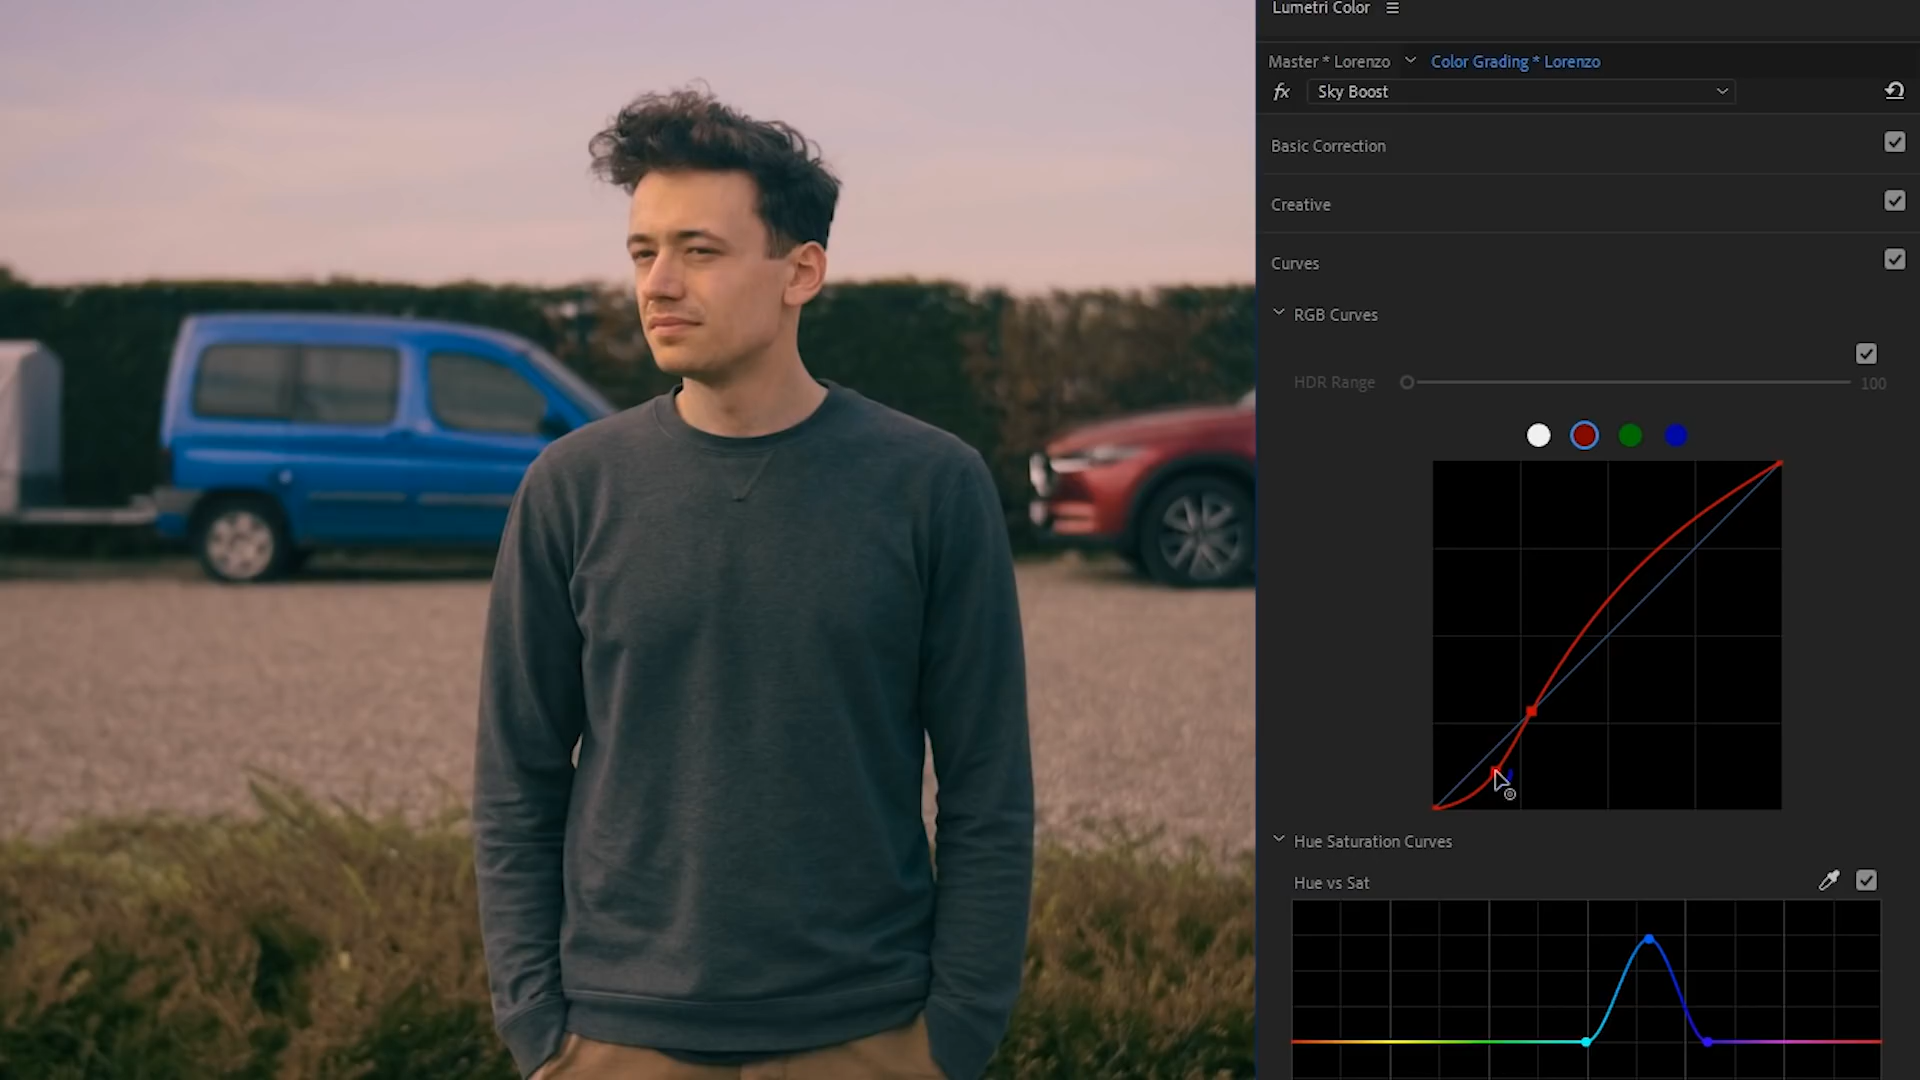 Lumetri Color
Master * Lorenzo
Color Grading * Lorenzo
fx
Sky Boost
Basic Correction
Creative
Curves
RGB Curves
HDR Range
100
Hue Saturation Curves
Hue vs Sat